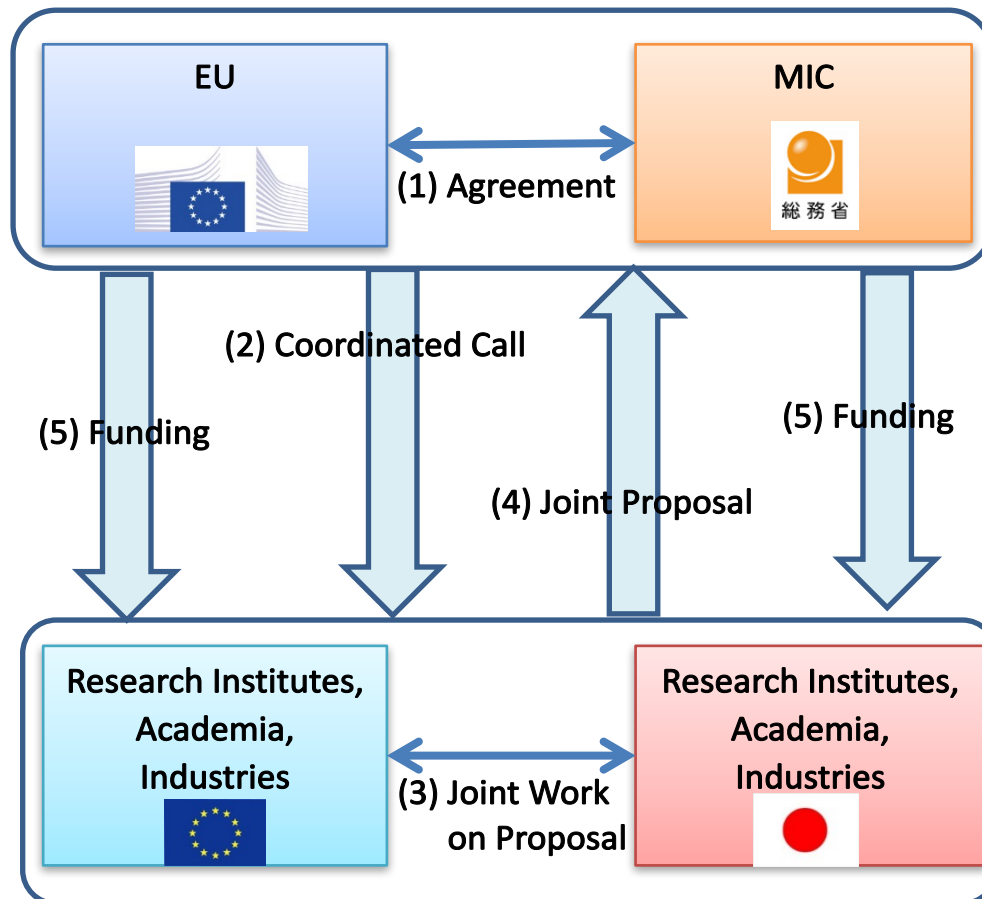 EU
MIC
総務省
(1) Agreement
(2) Coordinated Call
(5) Funding
(5) Funding
(4) Joint Proposal
Research Institutes,
Academia,
Industries
Research Institutes,
Academia,
Industries
(3) Joint Work
on Proposal